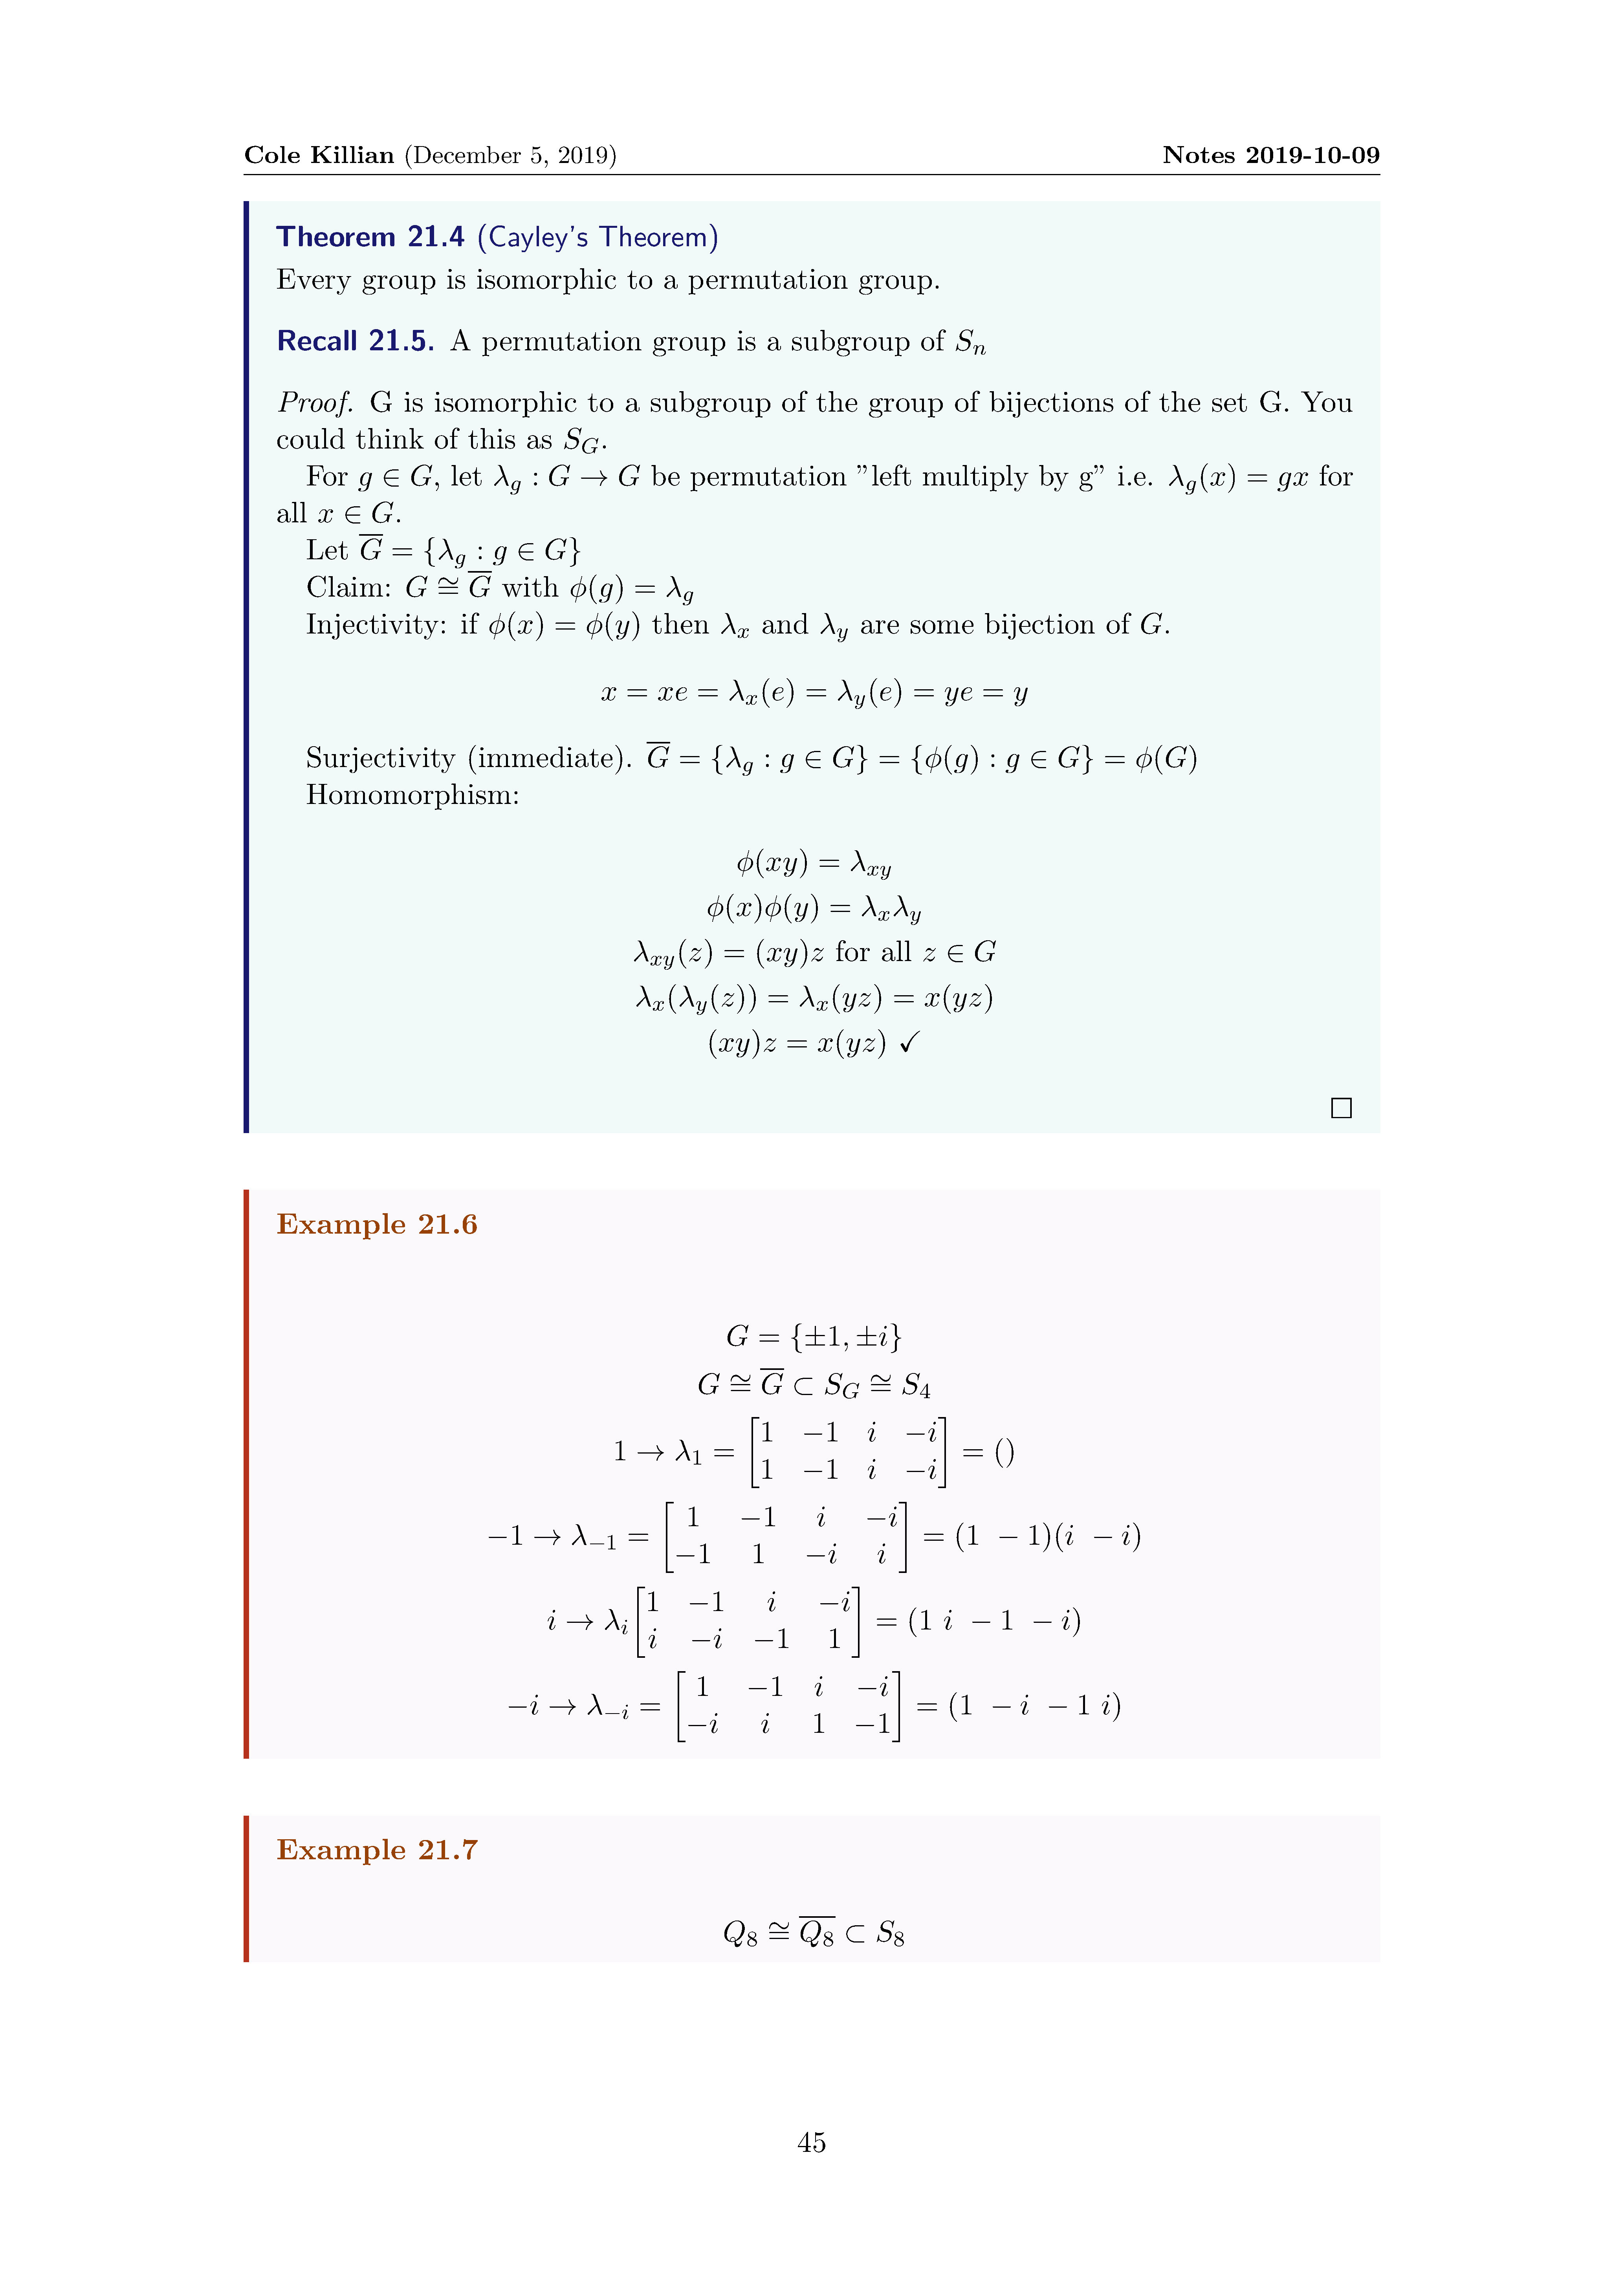 Cole Killian (December 5, 2019) Notes 2019-10-09
Theorem 21.4 (Cayley's Theorem)
Every group is isomorphic to a permutation group.
Recall 21.5. A permutation group is a subgroup of $S_n$
Proof. G is isomorphic to a subgroup of the group of bijections of the set G. You
could think of this as $S_G$.
For $g \in G$, let $\lambda_g : G \to G$ be permutation ”left multiply by g” i.e. $\lambda_g(x) = gx$ for
all $x \in G$.
Let $\overline{G} = \{\lambda_g : g \in G\}$
Claim: $G \cong \overline{G}$ with $\phi(g) = \lambda_g$
Injectivity: if $\phi(x) = \phi(y)$ then $\lambda_x$ and $\lambda_y$ are some bijection of $G$.
$x = xe = \lambda_x(e) = \lambda_y(e) = ye = y$
Surjectivity (immediate). $\overline{G} = \{\lambda_g : g \in G\} = \{\phi(g) : g \in G\} = \phi(G)$
Homomorphism:
$\phi(xy) = \lambda_{xy}$
$\phi(x)\phi(y) = \lambda_x\lambda_y$
$\lambda_{xy}(z) = (xy)z$ for all $z \in G$
$\lambda_x(\lambda_y(z)) = \lambda_x(yz) = x(yz)$
$(xy)z = x(yz)$ ✓
□
Example 21.6
$G = \{\pm 1, \pm i\}$
$G \cong \overline{G} \subset S_G \cong S_4$
$1 \to \lambda_1 = \begin{bmatrix} 1 & -1 & i & -i \\ 1 & -1 & i & -i \end{bmatrix} = ()$
$-1 \to \lambda_{-1} = \begin{bmatrix} 1 & -1 & i & -i \\ -1 & 1 & -i & i \end{bmatrix} = (1 \ -1)(i \ -i)$
$i \to \lambda_i \begin{bmatrix} 1 & -1 & i & -i \\ i & -i & -1 & 1 \end{bmatrix} = (1 \ i \ -1 \ -i)$
$-i \to \lambda_{-i} = \begin{bmatrix} 1 & -1 & i & -i \\ -i & i & 1 & -1 \end{bmatrix} = (1 \ -i \ -1 \ i)$
Example 21.7
$Q_8 \cong \overline{Q_8} \subset S_8$
45